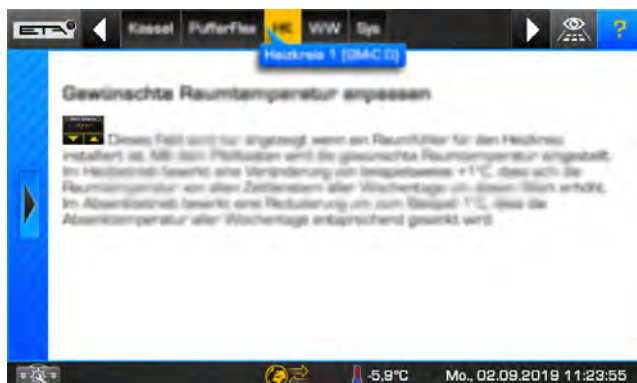 ETA
Kessel PufferFlex HK WW Sys ?
Heizkreis 1 [GM-C D]
Gewünschte Raumtemperatur anpassen
Dieses Feld wird nur angezeigt wenn ein Raumfühler für den Heizkreis
installiert ist. Mit den Pfeiltasten wird die gewünschte Raumtemperatur eingestellt.
Im Heizbetrieb bewirkt eine Veränderung von beispielsweise +1°C, dass sich die
Raumtemperatur von allen Zeitfenstern aller Wochentage um diesen Wert erhöht.
Im Absenkbetrieb bewirkt eine Reduzierung um zum Beispiel 1°C, dass die
Absenktemperatur aller Wochentage entsprechend gesenkt wird.
-5,9°C Mo., 02.09.2019 11:23:55